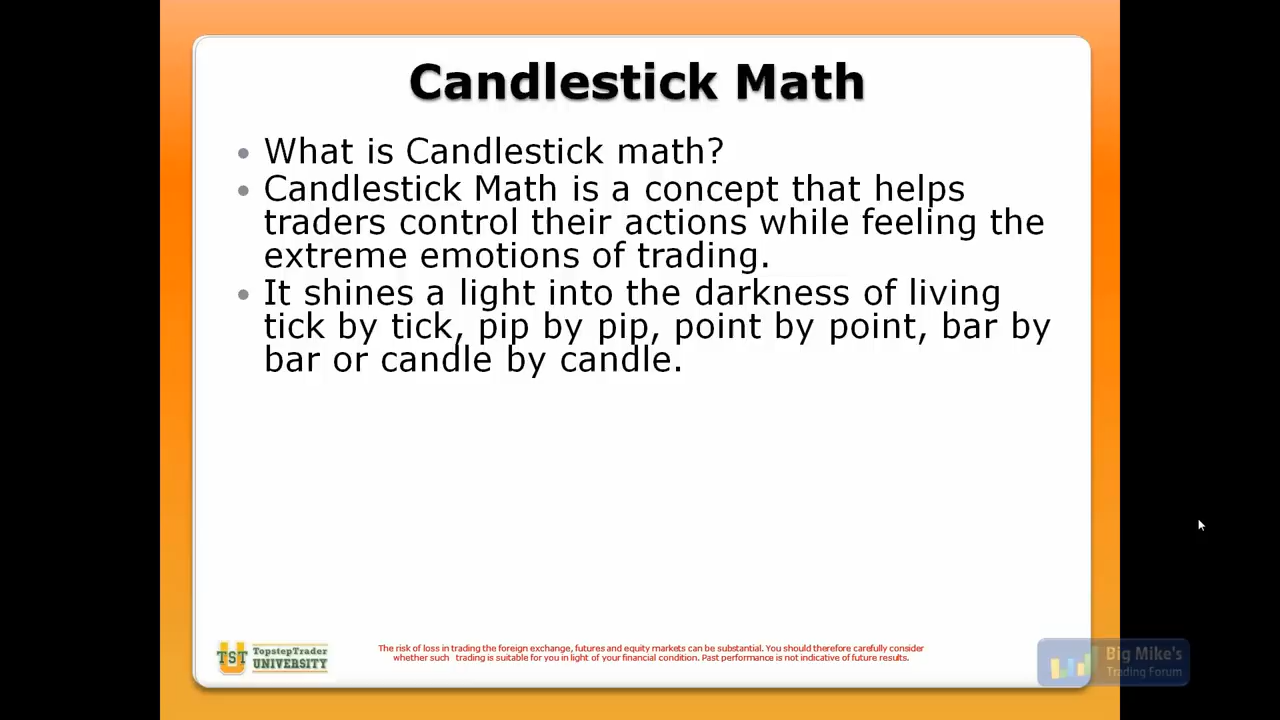 Candlestick Math
• What is Candlestick math?
• Candlestick Math is a concept that helps
traders control their actions while feeling the
extreme emotions of trading.
• It shines a light into the darkness of living
tick by tick, pip by pip, point by point, bar by
bar or candle by candle.
TST
TopstepTrader
UNIVERSITY
The risk of loss in trading the foreign exchange, futures and equity markets can be substantial. You should therefore carefully consider
whether such trading is suitable for you in light of your financial condition. Past performance is not indicative of future results.
Big Mike's
Trading Forum